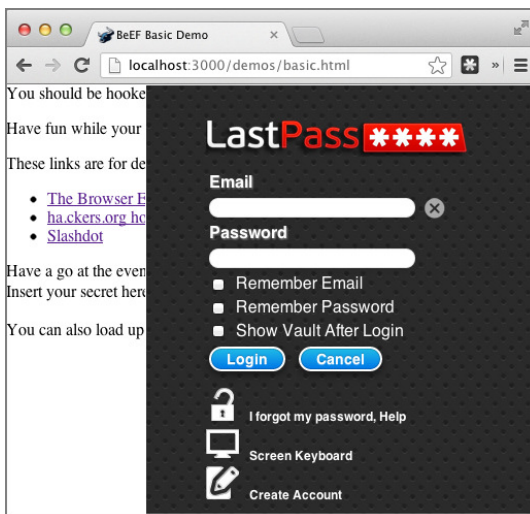 BeEF Basic Demo
localhost:3000/demos/basic.html
You should be hooke
Have fun while your
These links are for de
The Browser E
ha.ckers.org ho
Slashdot
Have a go at the even
Insert your secret here
You can also load up
LastPass ****
Email
Password
Remember Email
Remember Password
Show Vault After Login
Login
Cancel
I forgot my password, Help
Screen Keyboard
Create Account